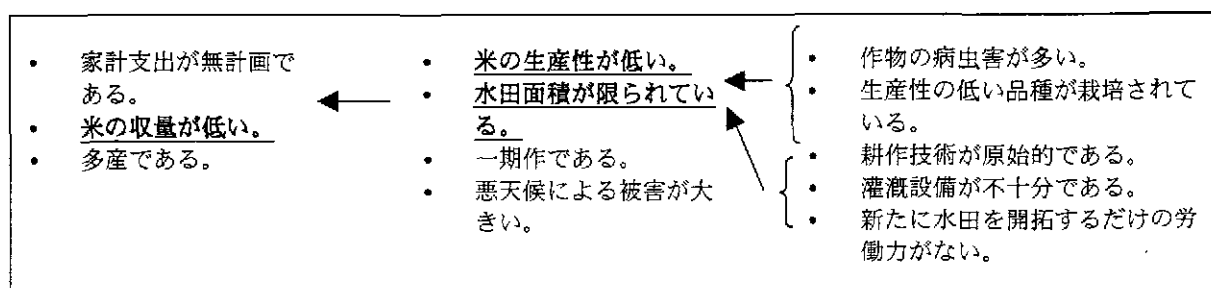 • 家計支出が無計画で
ある。
• 米の収量が低い。
• 多産である。
• 米の生産性が低い。
• 水田面積が限られてい
る。
• 一期作である。
• 悪天候による被害が大
きい。
• 作物の病虫害が多い。
• 生産性の低い品種が栽培されて
いる。
• 耕作技術が原始的である。
• 灌漑設備が不十分である。
• 新たに水田を開拓するだけの労
働力がない。